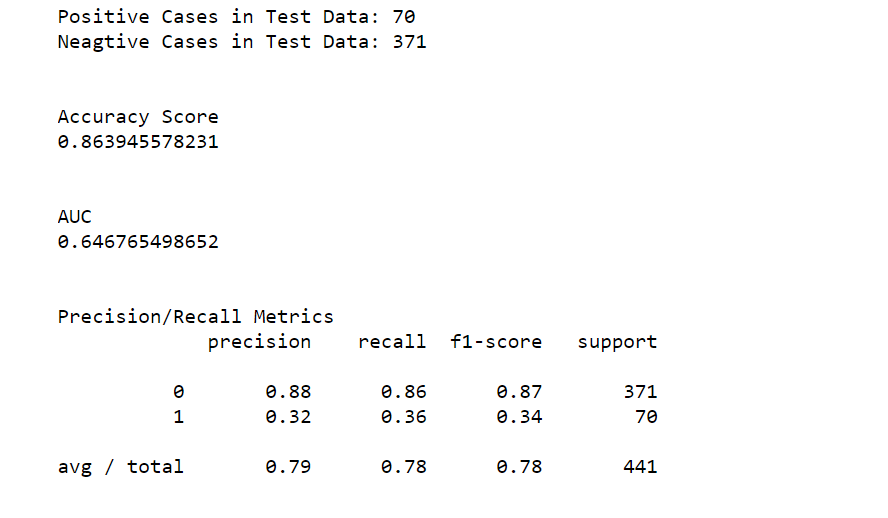 Positive Cases in Test Data: 70
Neagtive Cases in Test Data: 371
Accuracy Score
0.863945578231
AUC
0.646765498652
Precision/Recall Metrics
precision recall f1-score support
0 0.88 0.86 0.87 371
1 0.32 0.36 0.34 70
avg / total 0.79 0.78 0.78 441